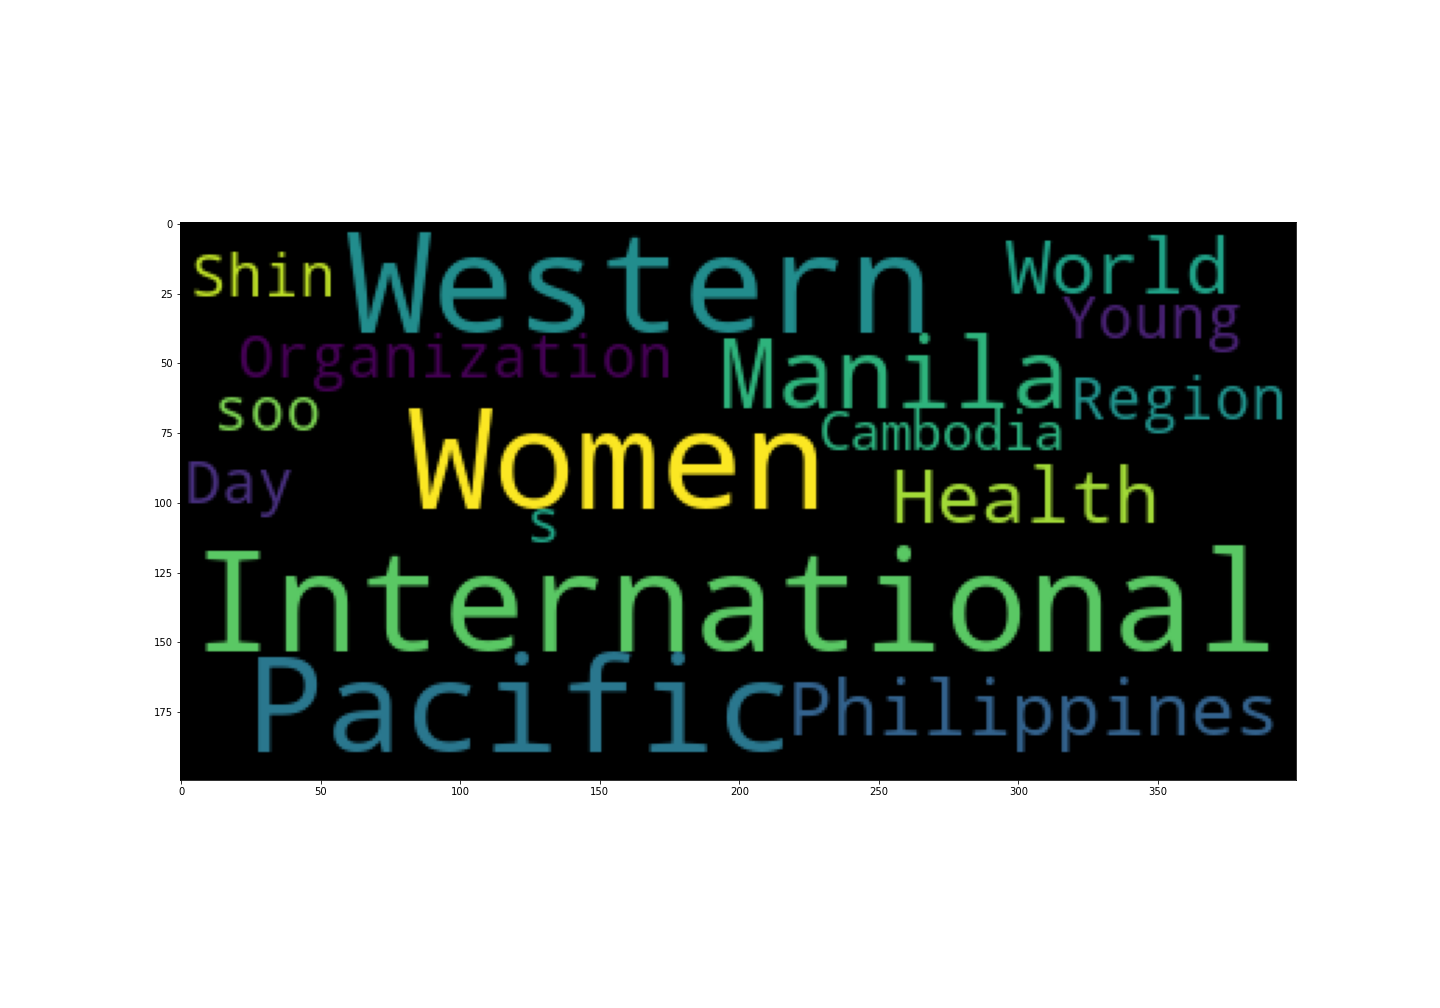 0
Shin Western World
25
Young
Organization
50
Manila
Region
soo
75
Women Cambodia
Day
Health
100
s
125
International
150
Pacific Philippines
175
0 50 100 150 200 250 300 350